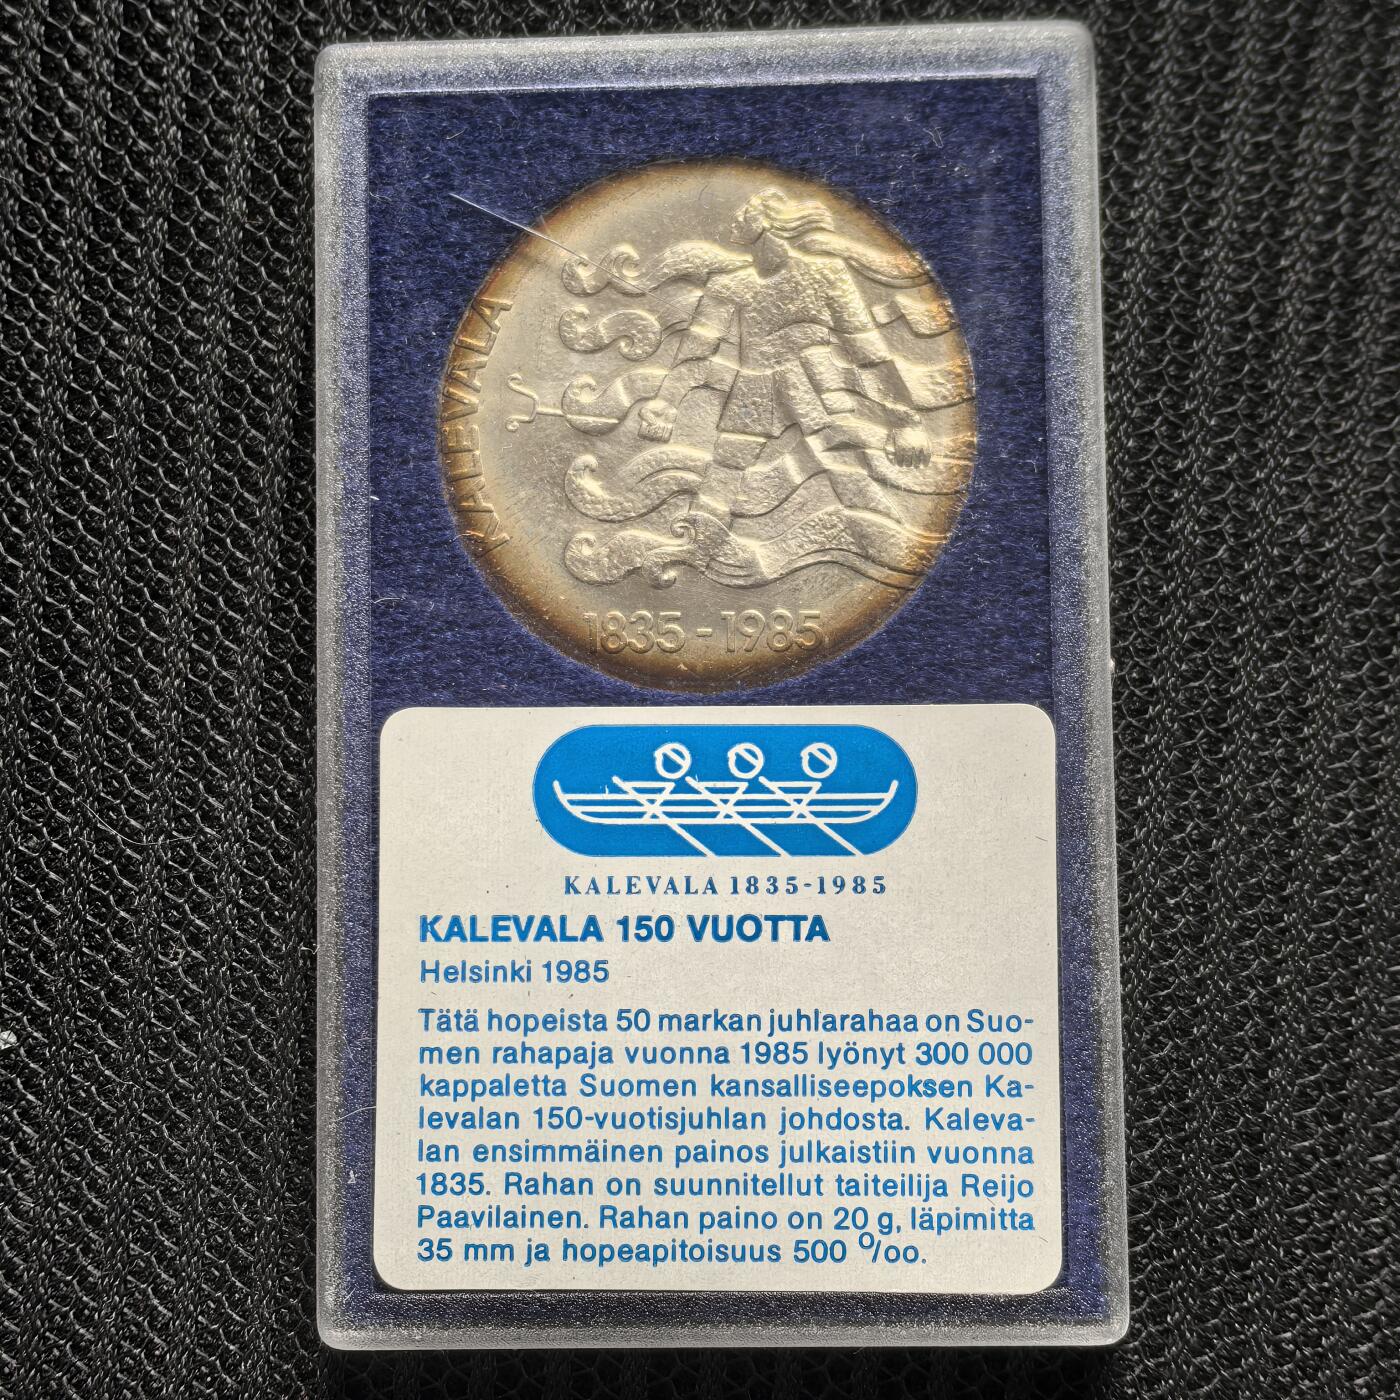 KALEVALA
1835-1985
KALEVALA 1835-1985
KALEVALA 150 VUOTTA
Helsinki 1985
Tätä hopeista 50 markan juhlarahaa on Suo-
men rahapaja vuonna 1985 lyönyt 300 000
kappaletta Suomen kansalliseepoksen Ka-
levalan 150-vuotisjuhlan johdosta. Kaleva-
lan ensimmäinen painos julkaistiin vuonna
1835. Rahan on suunnitellut taiteilija Reijo
Paavilainen. Rahan paino on 20 g, läpimitta
35 mm ja hopeapitoisuus 500 º/oo.